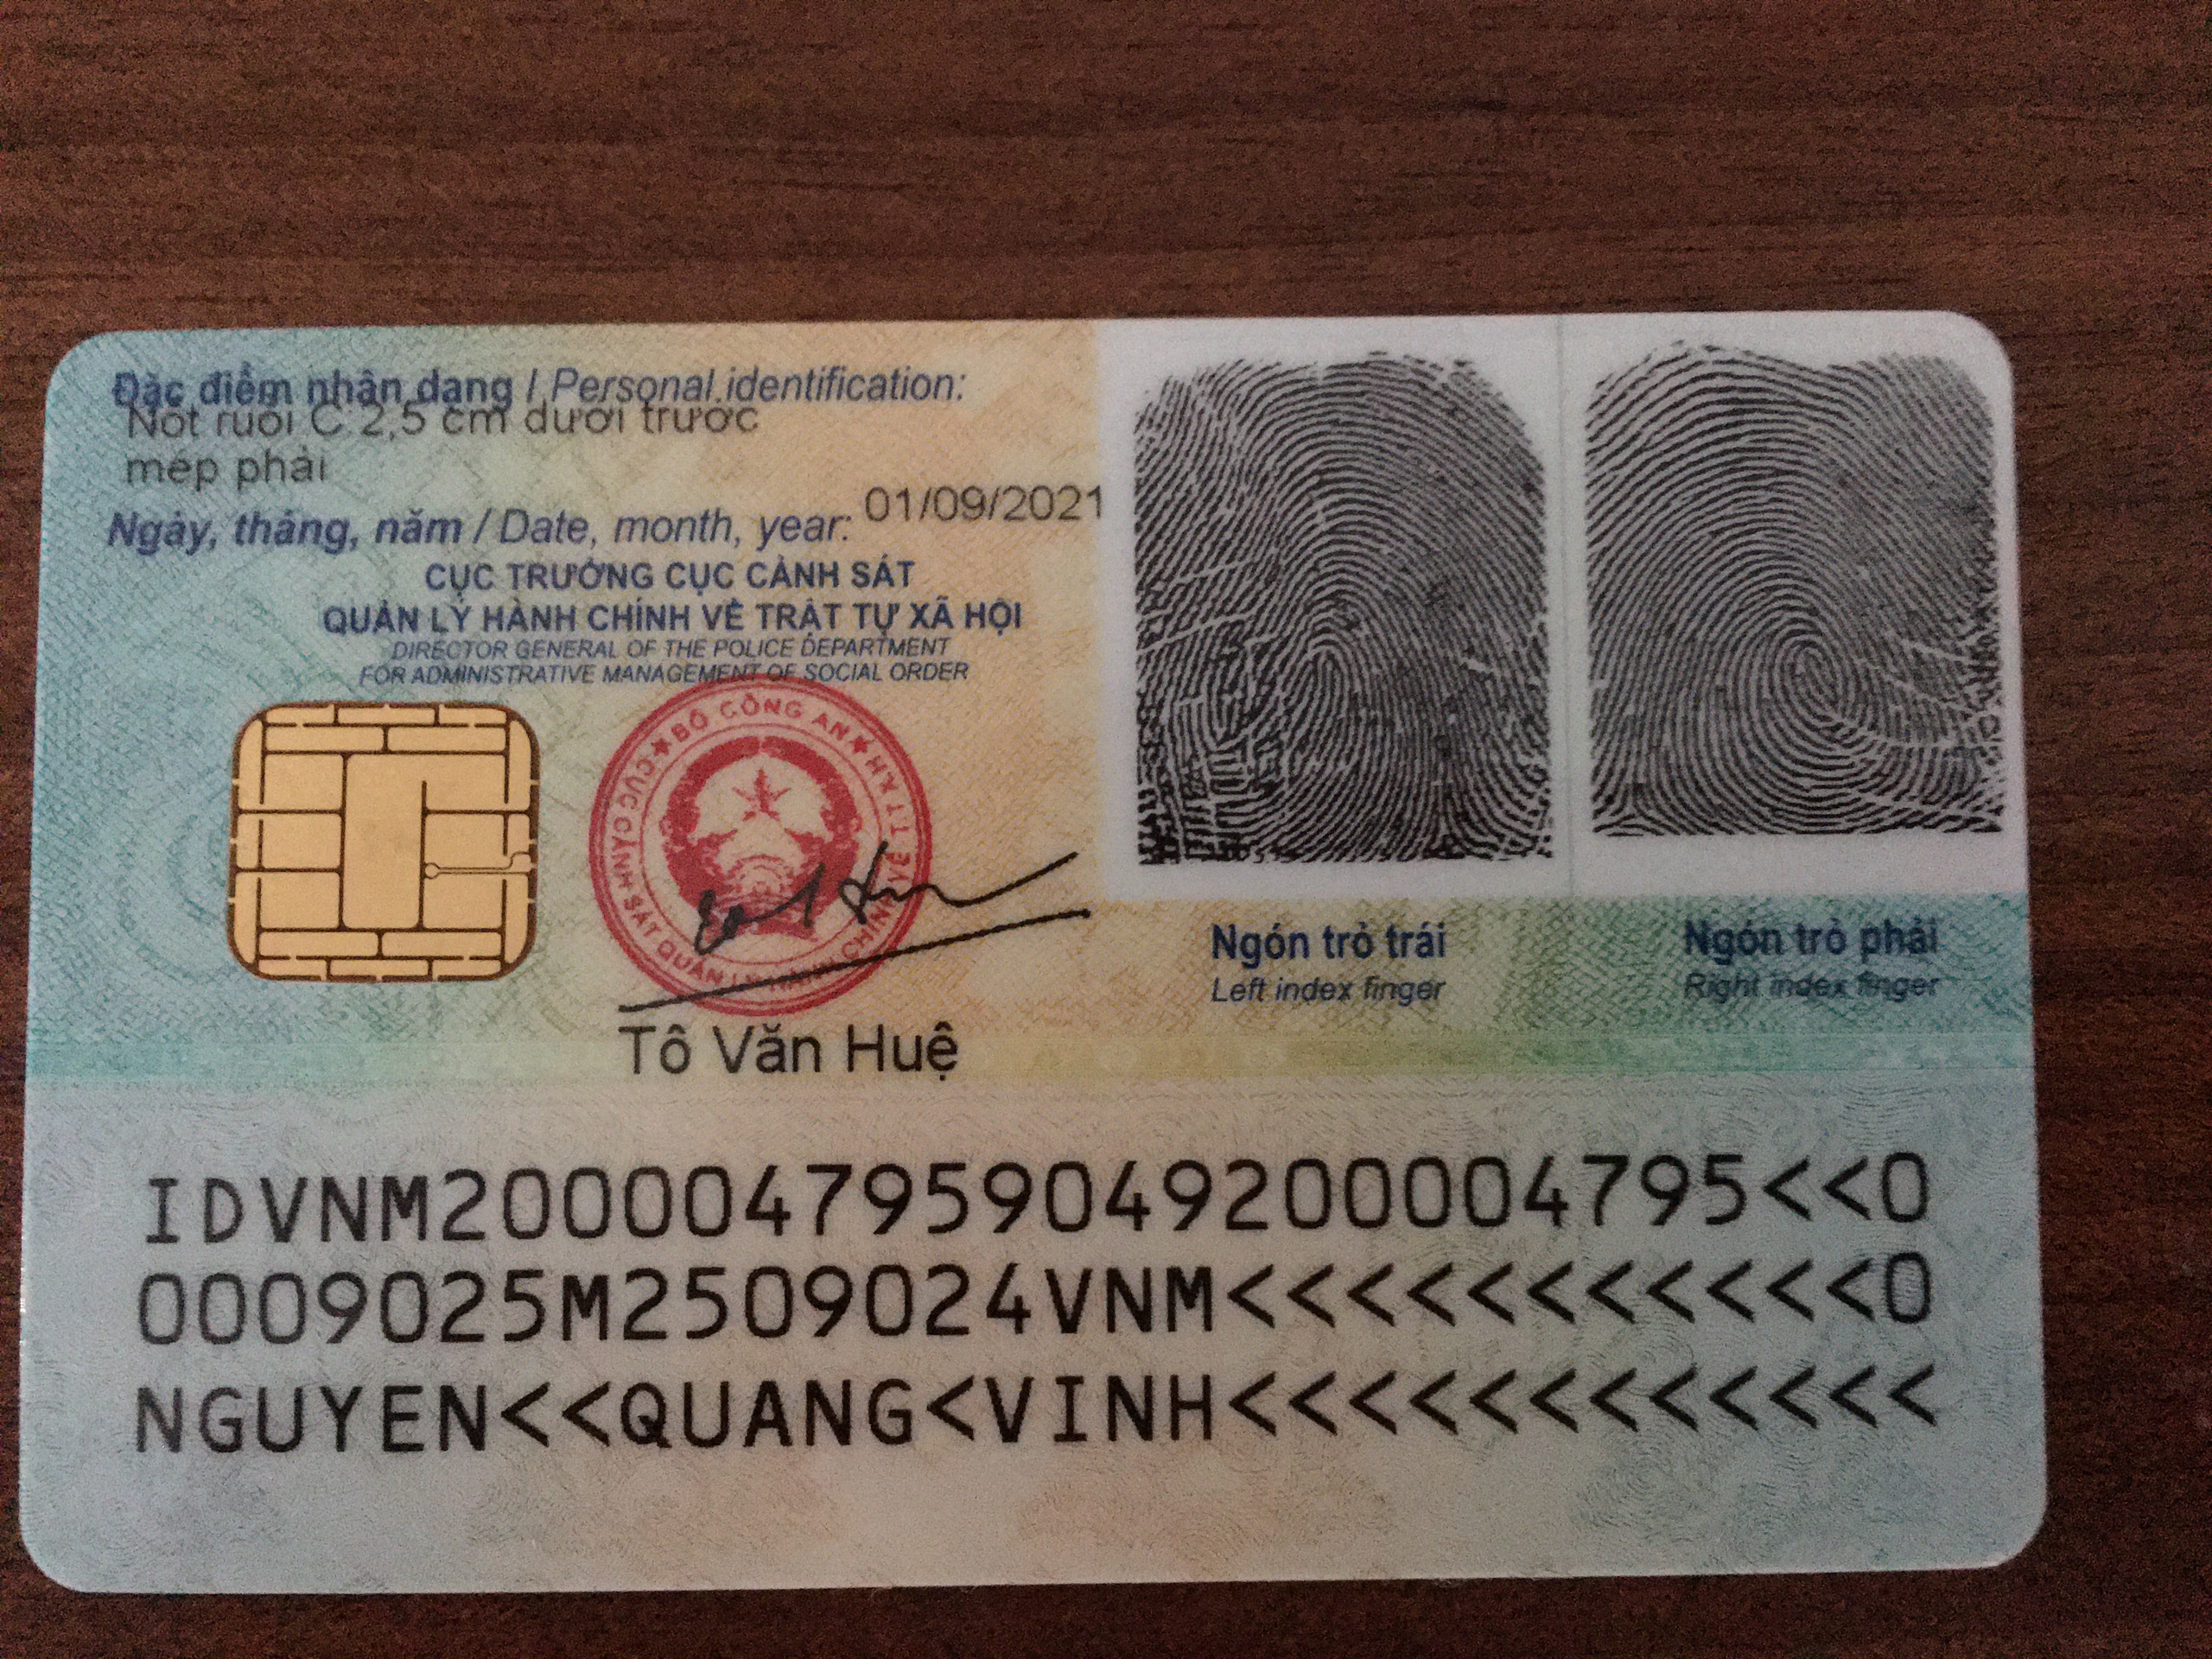 Đặc điểm nhận dạng / Personal identification:
Nốt ruồi C 2,5 cm dưới trước
mép phải
Ngày, tháng, năm / Date, month, year: 01/09/2021
CỤC TRƯỞNG CỤC CẢNH SÁT
QUẢN LÝ HÀNH CHÍNH VỀ TRẬT TỰ XÃ HỘI
DIRECTOR GENERAL OF THE POLICE DEPARTMENT
FOR ADMINISTRATIVE MANAGEMENT OF SOCIAL ORDER
BỘ CÔNG AN
CỤC CẢNH SÁT QUẢN LÝ HÀNH CHÍNH VỀ TTXH
Tô Văn Huệ
Ngón trỏ trái
Left index finger
Ngón trỏ phải
Right index finger
IDVNM2000047959049200004795<<0
0009025M2509024VNM<<<<<<<<<<<0
NGUYEN<<QUANG<VINH<<<<<<<<<<<<